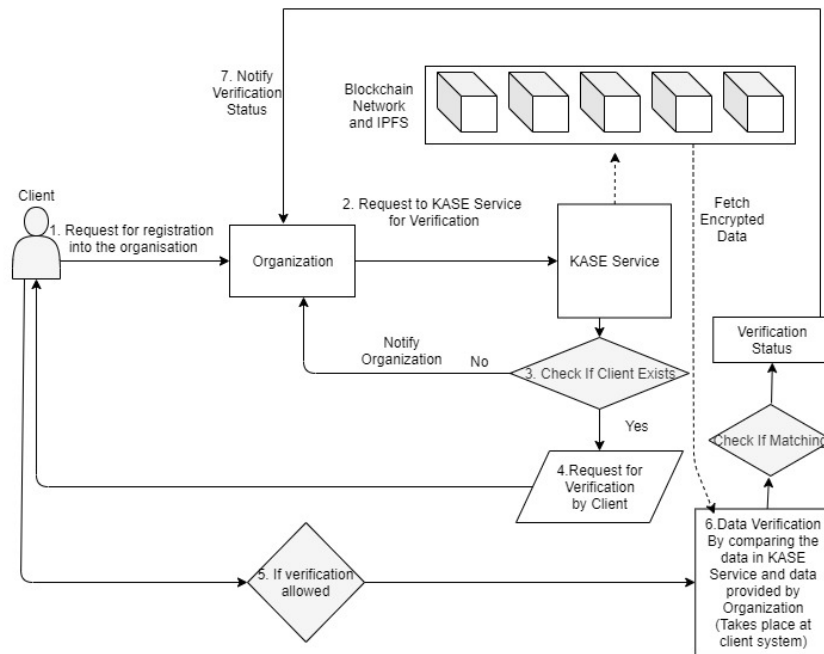 7. Notify
Verification
Status
Blockchain
Network
and IPFS
Client
1. Request for registration
into the organisation
2. Request to KASE Service
for Verification
Fetch
Encrypted
Data
Organization
KASE Service
Notify
Organization
No
3. Check If Client Exists
Verification
Status
Yes
Check If Matching
4.Request for
Verification
by Client
5. If verification
allowed
6.Data Verification
By comparing the
data in KASE
Service and data
provided by
Organization
(Takes place at
client system)